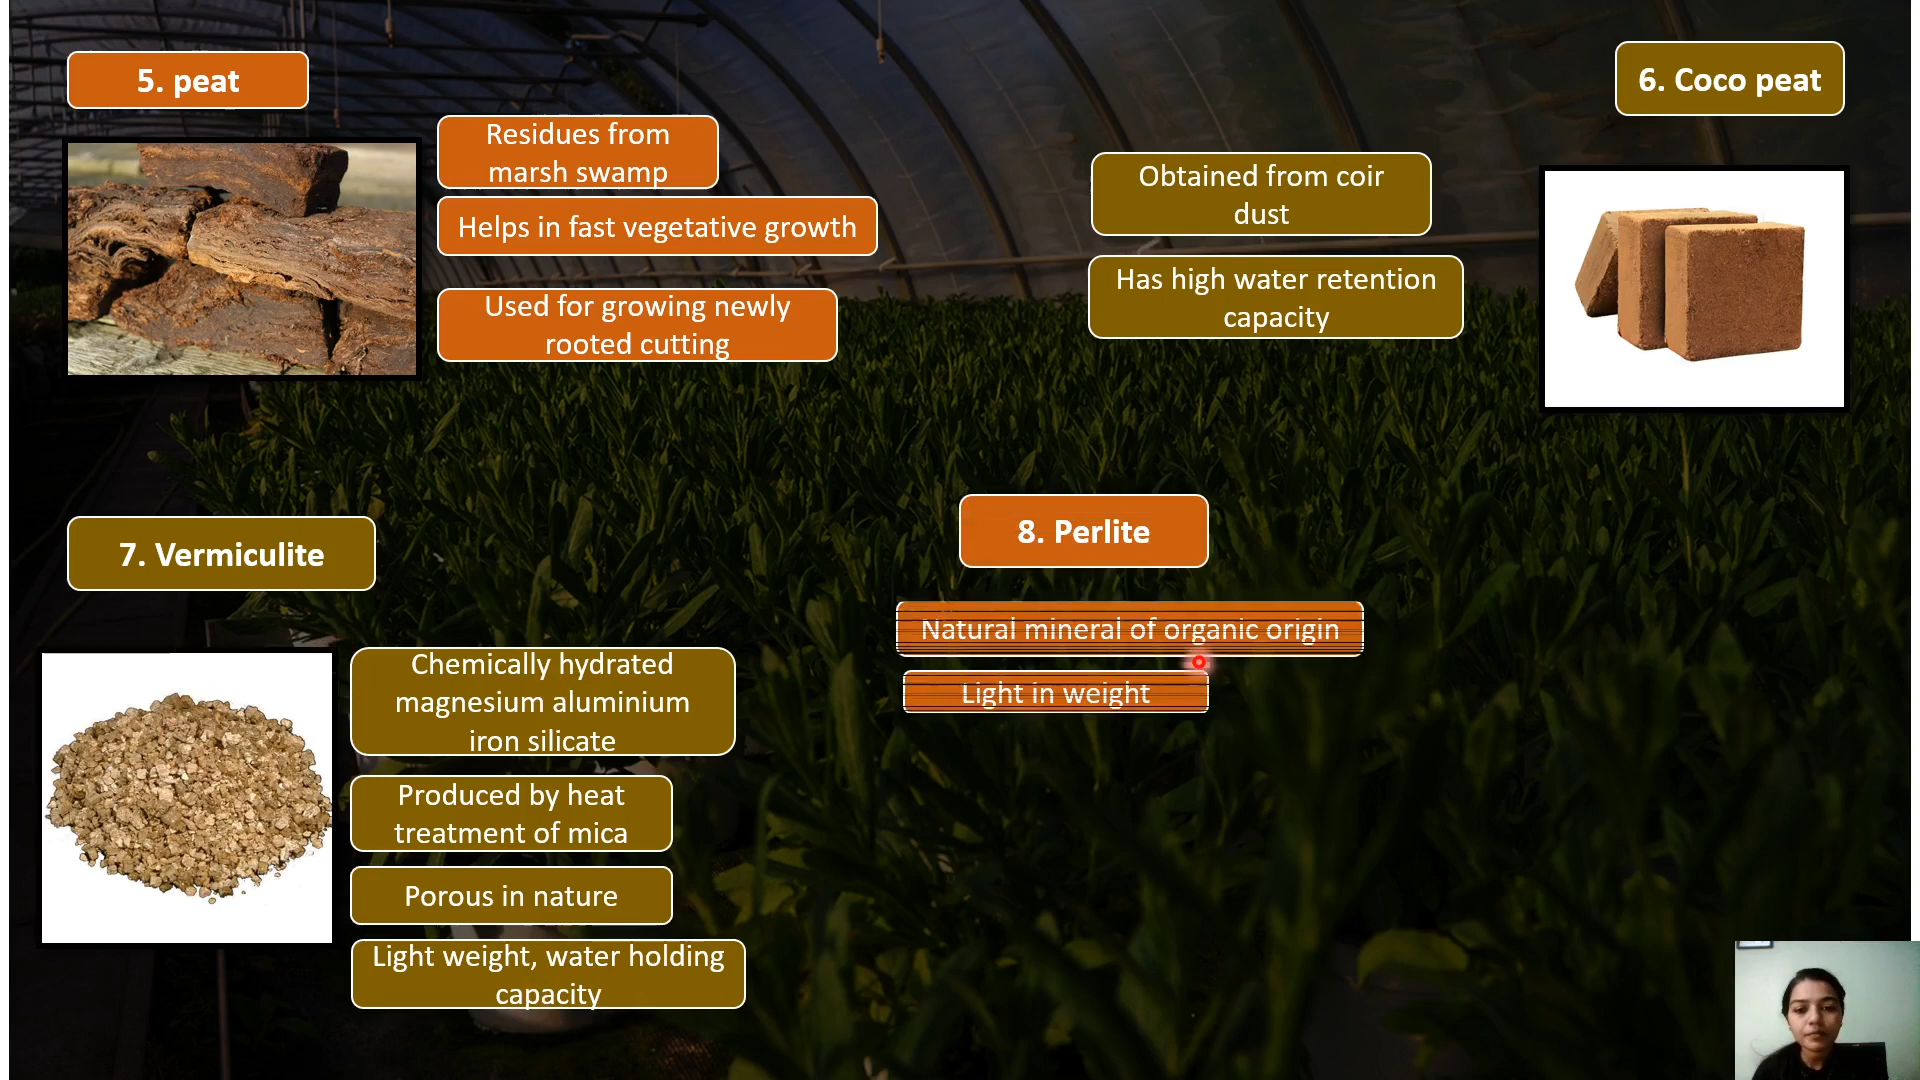 5. peat
Residues from
marsh swamp
Helps in fast vegetative growth
Used for growing newly
rooted cutting
6. Coco peat
Obtained from coir
dust
Has high water retention
capacity
7. Vermiculite
Chemically hydrated
magnesium aluminium
iron silicate
Produced by heat
treatment of mica
Porous in nature
Light weight, water holding
capacity
8. Perlite
Natural mineral of organic origin
Light in weight